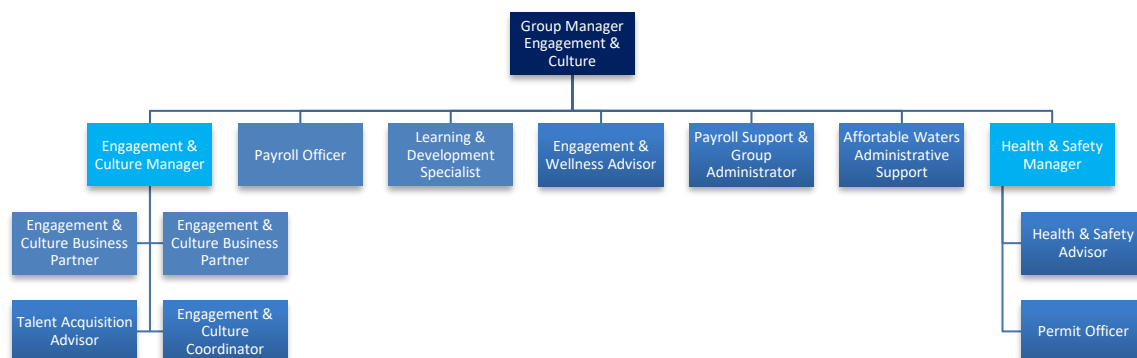 Group Manager
Engagement &
Culture
Engagement &
Culture Manager
Payroll Officer
Learning &
Development
Specialist
Engagement
& Wellness Advisor
Payroll Support &
Group
Administrator
Affortable Waters
Administrative
Support
Health & Safety
Manager
Engagement &
Culture Business
Partner
Engagement &
Culture Business
Partner
Health & Safety
Advisor
Talent Acquisition
Advisor
Engagement &
Culture
Coordinator
Permit Officer